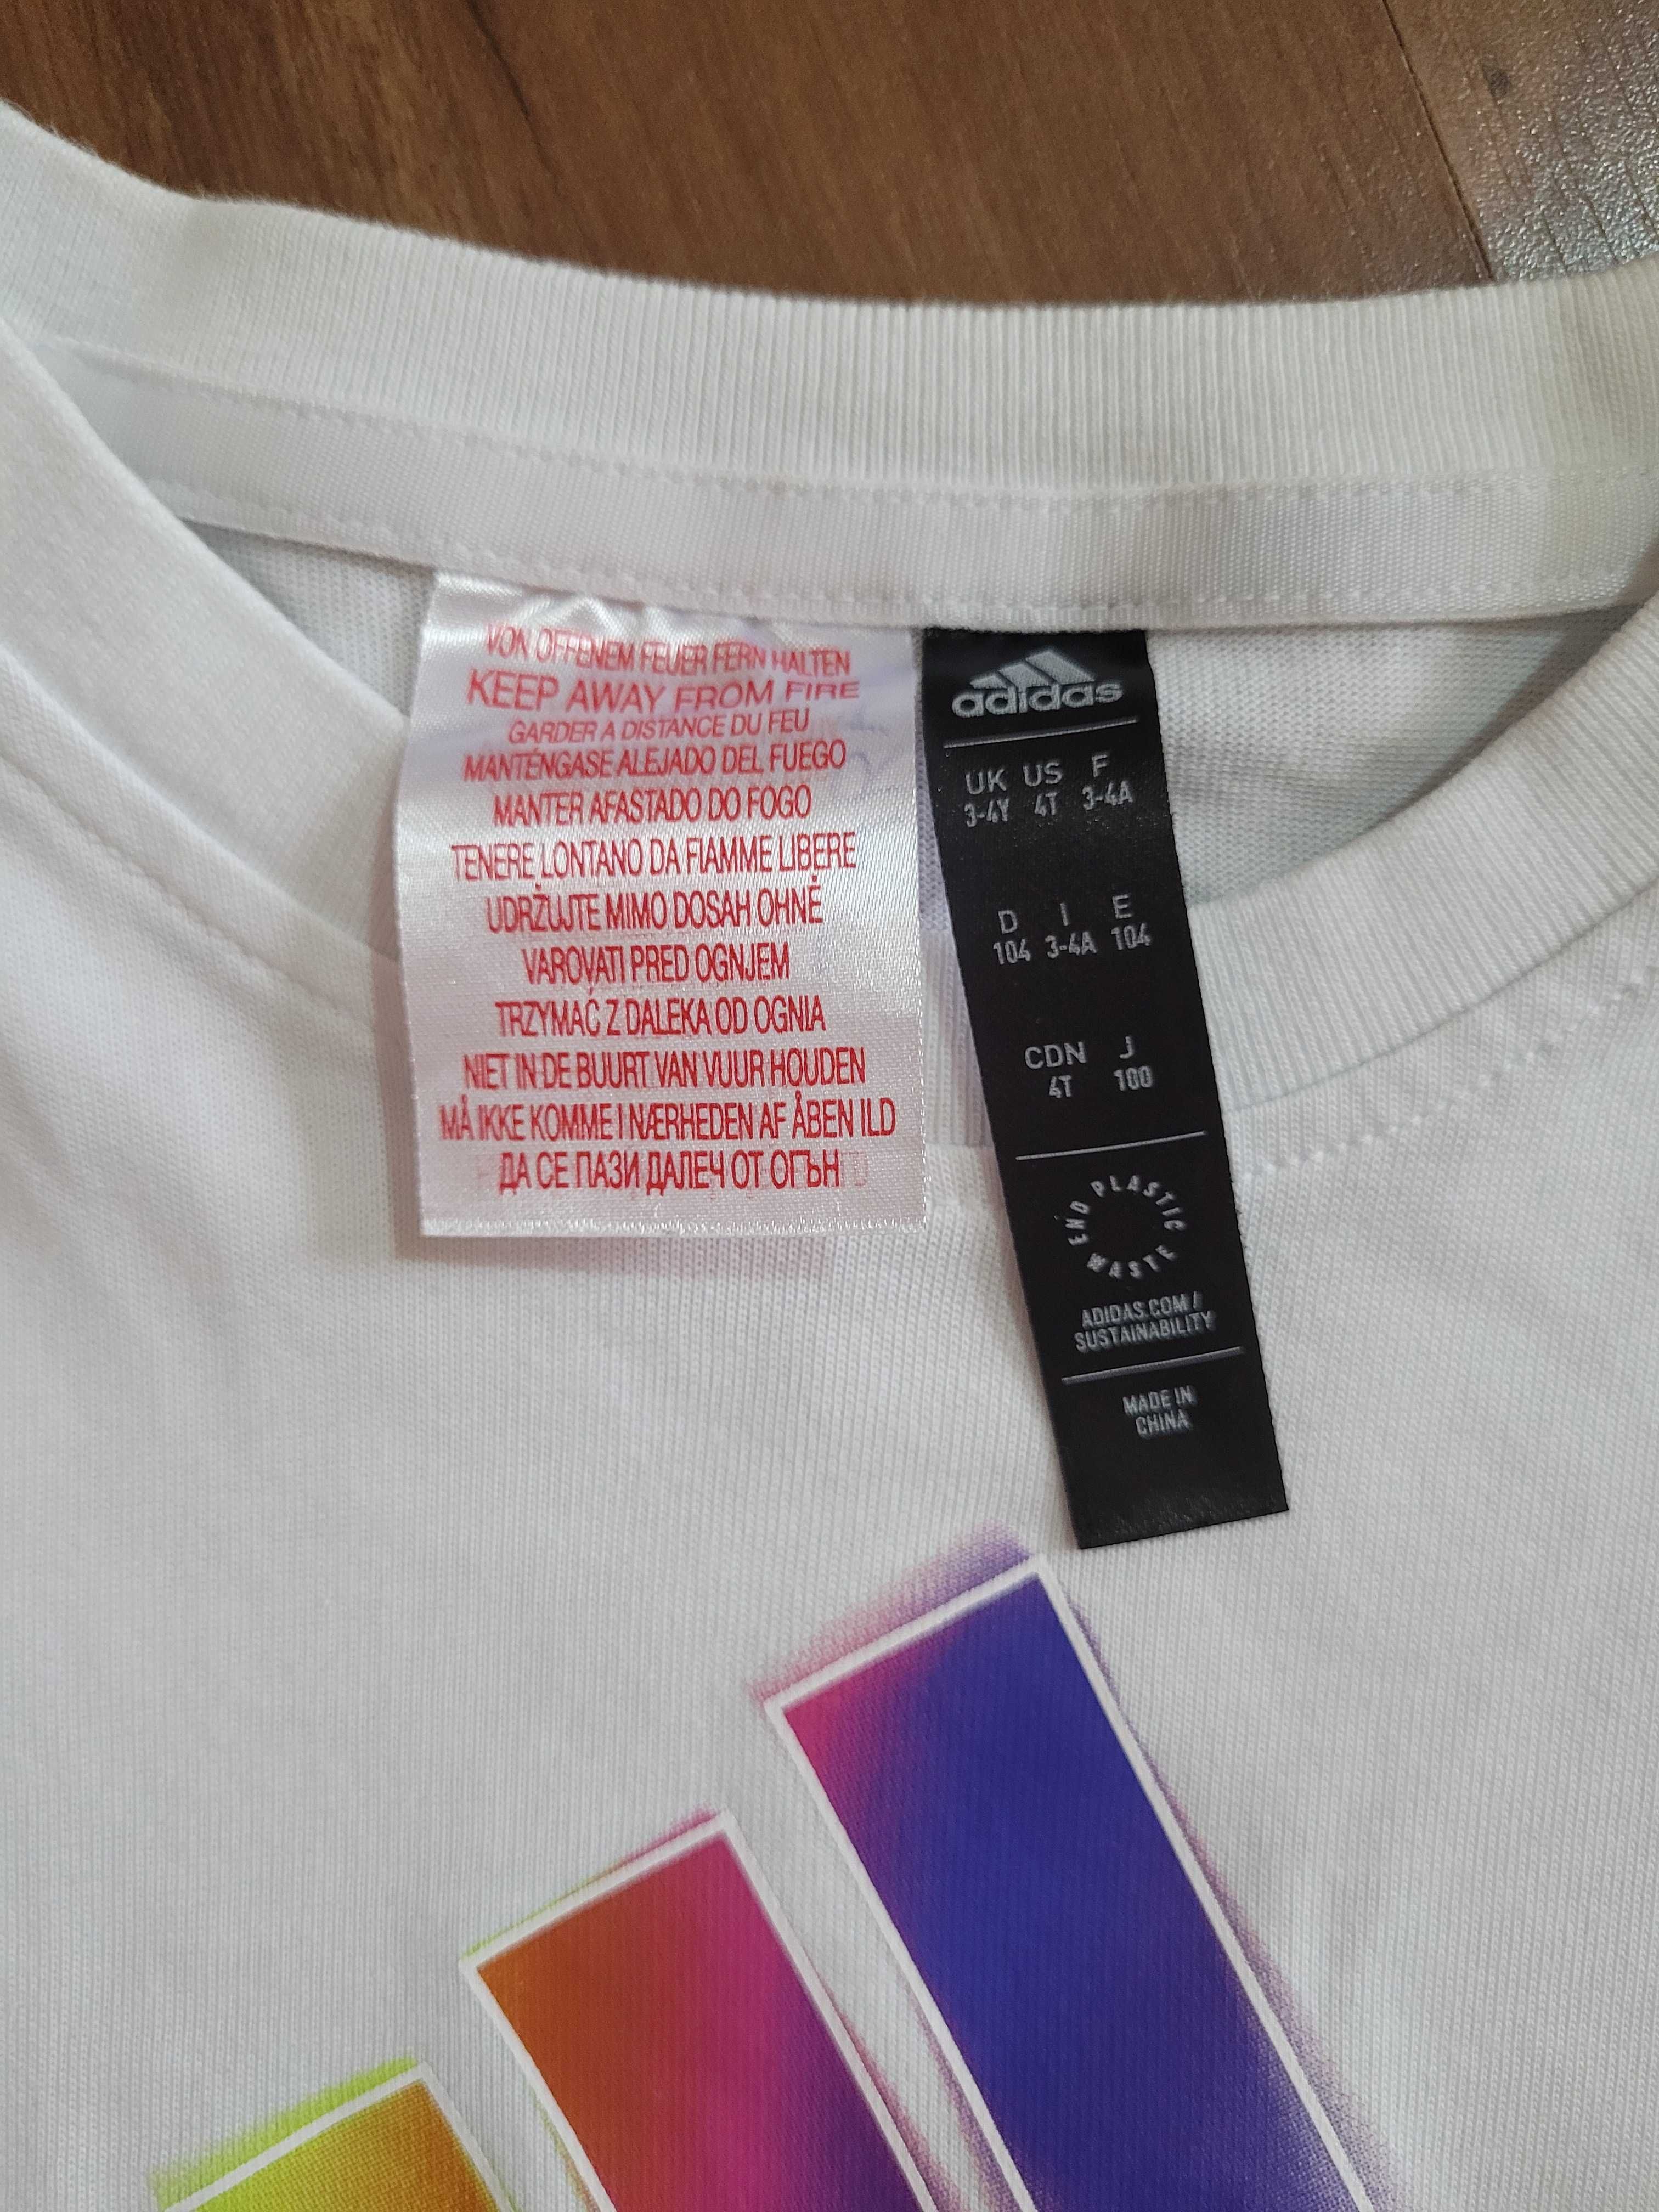 VON OFFENEM FEUER FERN HALTEN
KEEP AWAY FROM FIRE
GARDER A DISTANCE DU FEU
MANTÉNGASE ALEJADO DEL FUEGO
MANTER AFASTADO DO FOGO
TENERE LONTANO DA FIAMME LIBERE
UDRŽUJTE MIMO DOSAH OHNĚ
VAROVATI PRED OGNJEM
TRZYMAĆ Z DALEKA OD OGNIA
NIET IN DE BUURT VAN VUUR HOUDEN
MÅ IKKE KOMME I NÆRHEDEN AF ÅBEN ILD
ДА СЕ ПАЗИ ДАЛЕЧ ОТ ОГЪН
adidas
UK US F
3-4Y 4T 3-4A
D I E
104 3-4A 104
CDN J
4T 100
END PLASTIC WASTE
ADIDAS.COM /
SUSTAINABILITY
MADE IN
CHINA